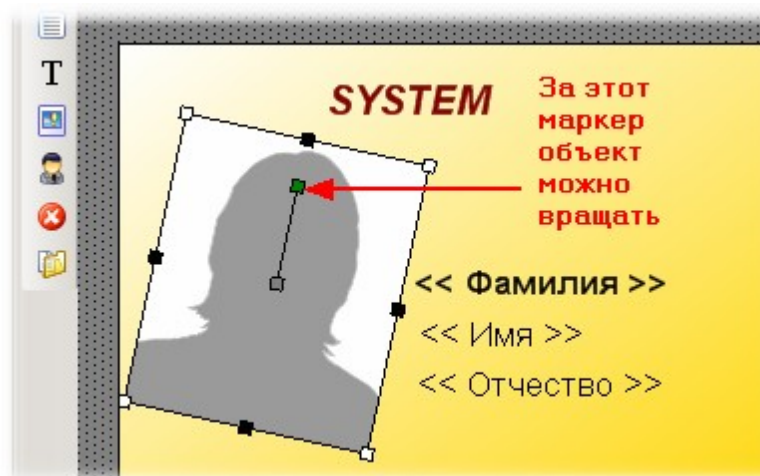 T
SYSTEM
За этот
маркер
объект
можно
вращать
<< Фамилия >>
<< Имя >>
<< Отчество >>